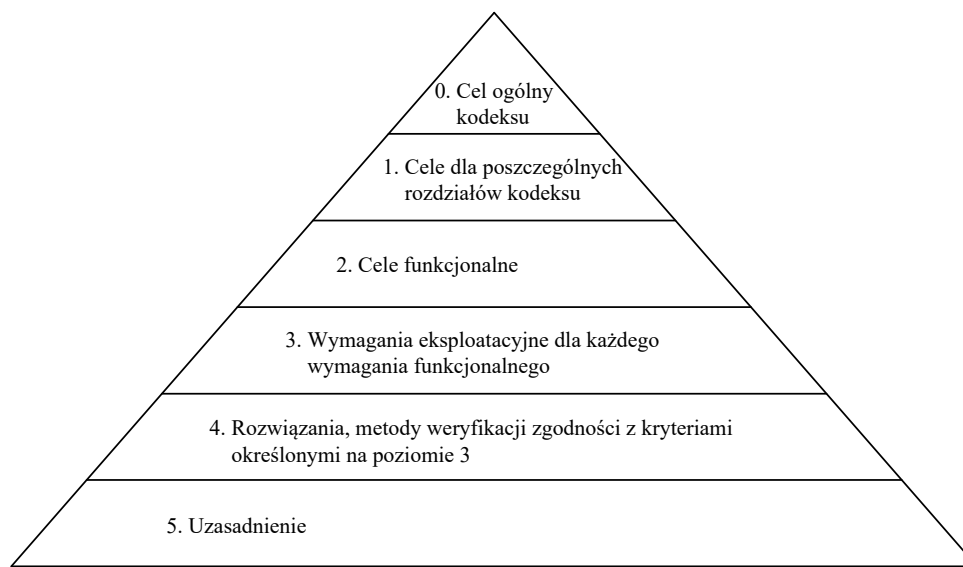 0. Cel ogólny
kodeksu
1. Cele dla poszczególnych
rozdziałów kodeksu
2. Cele funkcjonalne
3. Wymagania eksploatacyjne dla każdego
wymagania funkcjonalnego
4. Rozwiązania, metody weryfikacji zgodności z kryteriami
określonymi na poziomie 3
5. Uzasadnienie